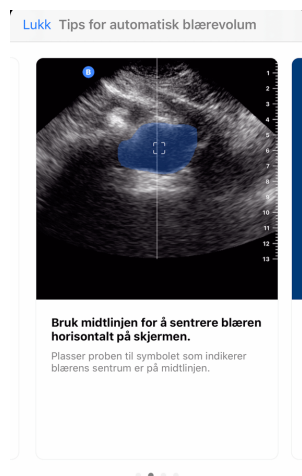 Lukk Tips for automatisk blærevolum
B
1
2
3
4
5
6
7
8
9
10
11
12
13
Bruk midtlinjen for å sentrere blæren
horisontalt på skjermen.
Plasser proben til symbolet som indikerer
blærens sentrum er på midtlinjen.